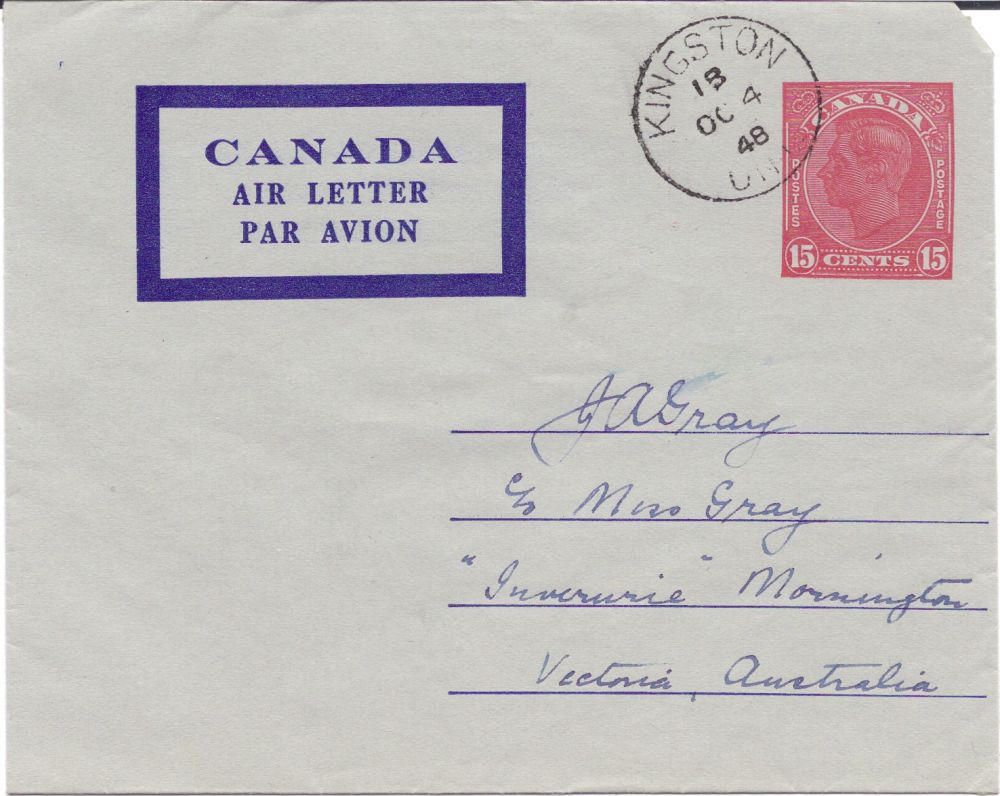 CANADA
AIR LETTER
PAR AVION
KINGSTON
18
OC 4
48
ONT
CANADA
POSTES
POSTAGE
15 CENTS 15
J A Gray
c/o Miss Gray
"Inverurie" Mornington
Victoria, Australia